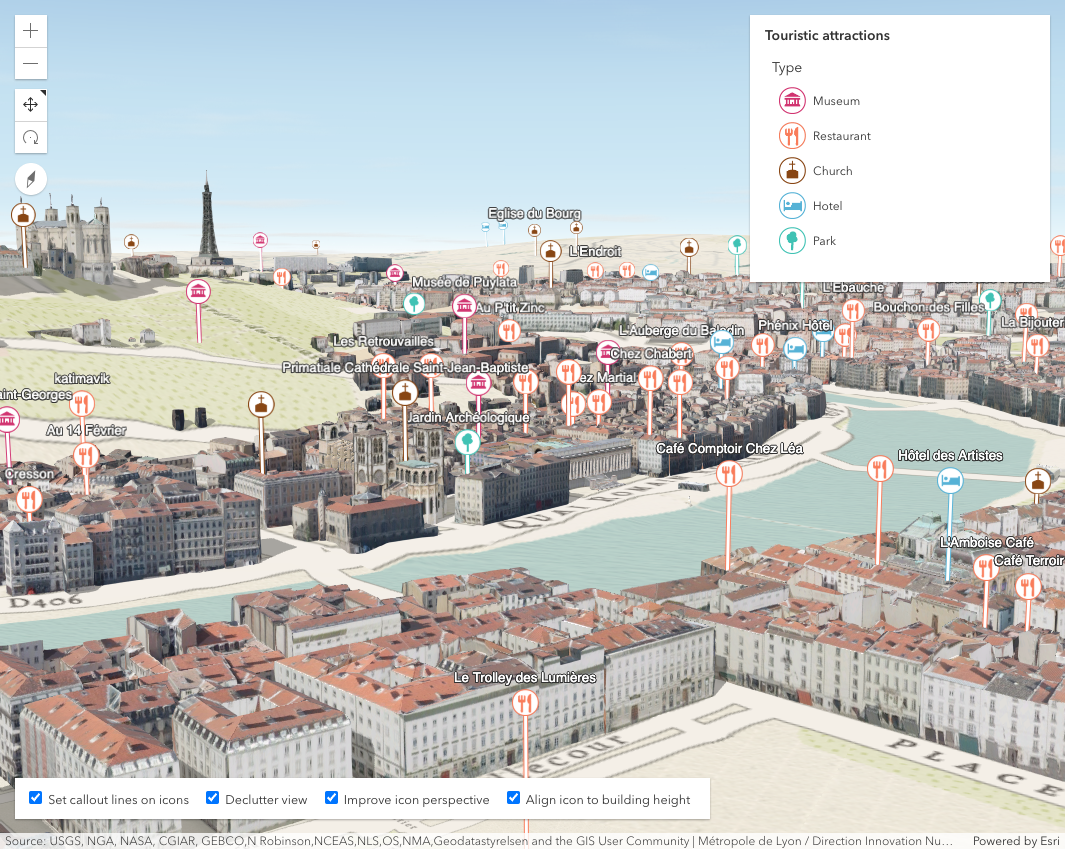 Touristic attractions
Type
Museum
Restaurant
Church
Hotel
Park
Eglise du Bourg
L'Endroit
Musée de Puylata
L'Ebauche
Au P'tit Zinc
Bouchon des Filles
La Bijouter
L'Auberge du Baladin
Phénix Hôtel
Les Retrouvailles
Chez Chabert
Primatiale Cathédrale Saint-Jean-Baptiste
ez Martial
katimavik
aint-Georges
Jardin Archéologique
Au 14 Février
Café Comptoir Chez Léa
Hôtel des Artistes
Cresson
L'Amboise Café
Café Terroir
D406
Le Trolley des Lumières
lecour
PLACE
Set callout lines on icons
Declutter view
Improve icon perspective
Align icon to building height
Source: USGS, NGA, NASA, CGIAR, GEBCO,N Robinson,NCEAS,NLS,OS,NMA,Geodatastyrelsen and the GIS User Community | Métropole de Lyon / Direction Innovation Nu…
Powered by Esri